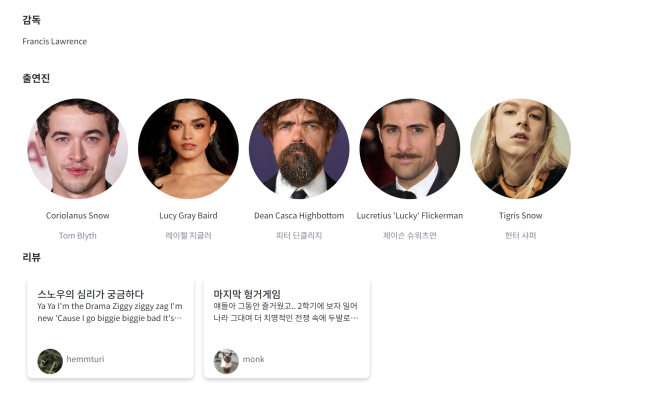 감독
Francis Lawrence
출연진
Coriolanus Snow
Lucy Gray Baird
Dean Casca Highbottom
Lucretius 'Lucky' Flickerman
Tigris Snow
Tom Blyth
레이첼 지글러
피터 딘클리지
제이슨 슈워츠먼
헌터 샤퍼
리뷰
스노우의 심리가 궁금하다
Ya Ya I'm the Drama Ziggy ziggy zag I'm
new 'Cause I go biggie biggie bad It's…
hemmturi
마지막 헝거게임
얘들아 그동안 즐거웠고.. 2학기에 보자 일어
나라 그대여 더 치명적인 전쟁 속에 두발로…
monk